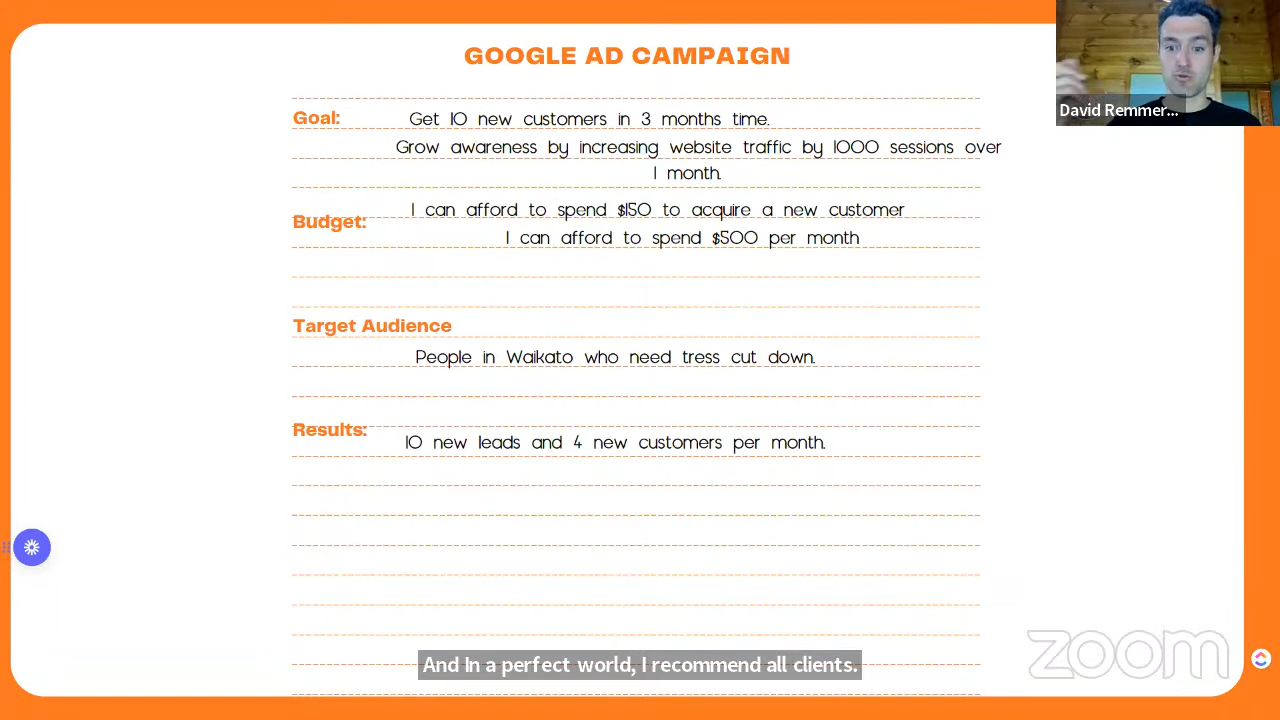 GOOGLE AD CAMPAIGN
David Remmer...
Goal:
Get 10 new customers in 3 months time.
Grow awareness by increasing website traffic by 1000 sessions over
1 month.
Budget:
I can afford to spend $150 to acquire a new customer
I can afford to spend $500 per month
Target Audience
People in Waikato who need tress cut down.
Results:
10 new leads and 4 new customers per month.
zoom
And In a perfect world, I recommend all clients.